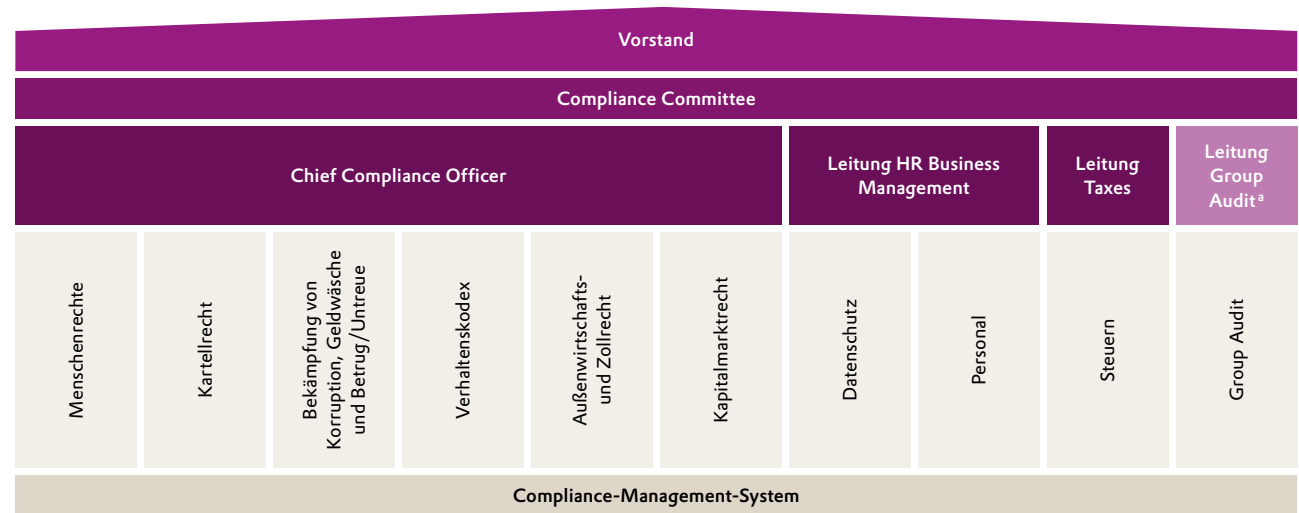 Vorstand
Compliance Committee
Chief Compliance Officer
Leitung HR Business
Management
Leitung
Taxes
Leitung
Group
Audit ª
Menschenrechte
Kartellrecht
Bekämpfung von
Korruption, Geldwäsche
und Betrug/Untreue
Verhaltenskodex
Außenwirtschafts-
und Zollrecht
Kapitalmarktrecht
Datenschutz
Personal
Steuern
Group Audit
Compliance-Management-System